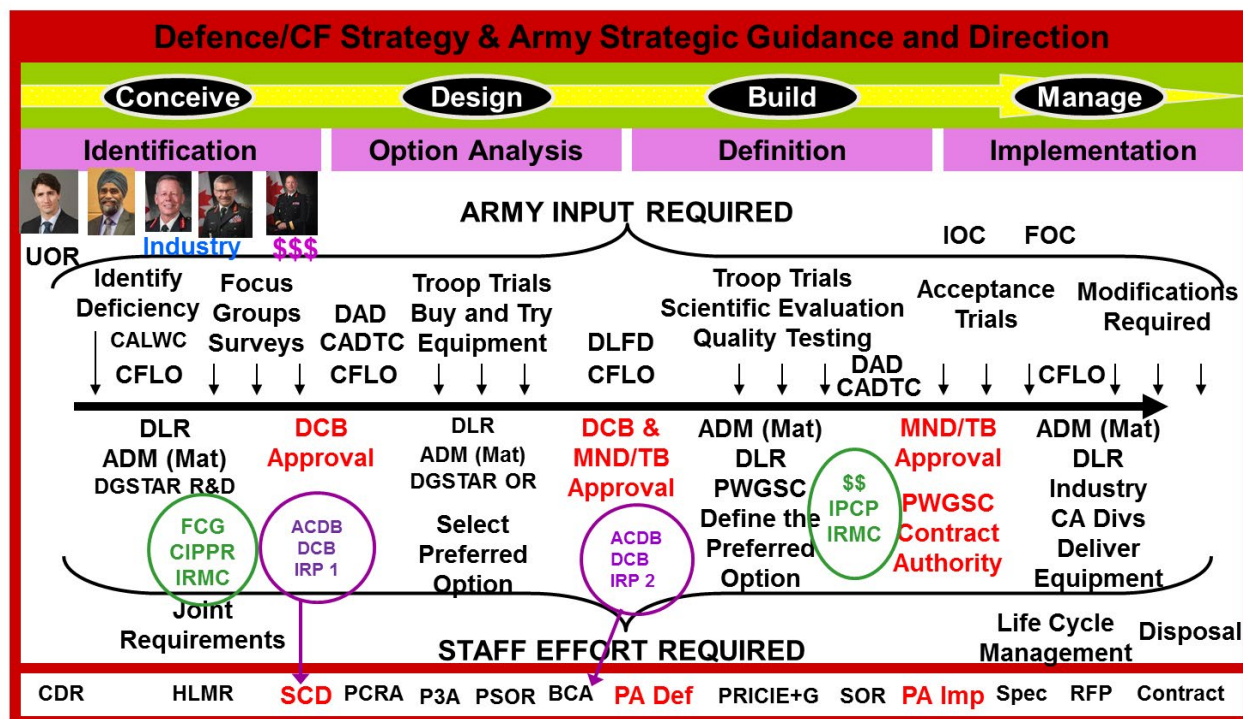 Defence/CF Strategy & Army Strategic Guidance and Direction
Conceive
Design
Build
Manage
Identification
Option Analysis
Definition
Implementation
ARMY INPUT REQUIRED
Industry
$$$
UOR
IOC
FOC
Identify
Deficiency
CALWC
CFLO
Focus
Groups
Surveys
DAD
CADTC
CFLO
Troop Trials
Buy and Try
Equipment
DLFD
CFLO
Troop Trials
Scientific Evaluation
Quality Testing
DAD
CADTC
Acceptance
Trials
CFLO
Modifications
Required
DLR
ADM (Mat)
DGSTAR R&D
FCG
CIPPR
IRMC
Joint
Requirements
DCB
Approval
ACDB
DCB
IRP 1
DLR
ADM (Mat)
DGSTAR OR
Select
Preferred
Option
DCB &
MND/TB
Approval
ACDB
DCB
IRP 2
ADM (Mat)
DLR
PWGSC
Define the
Preferred
Option
$$
IPCP
IRMC
MND/TB
Approval
PWGSC
Contract
Authority
ADM (Mat)
DLR
Industry
CA Divs
Deliver
Equipment
STAFF EFFORT REQUIRED
Life Cycle
Management
Disposal
CDR
HLMR
SCD
PCRA
P3A
PSOR
BCA
PA Def
PRICIE+G
SOR
PA Imp
Spec
RFP
Contract